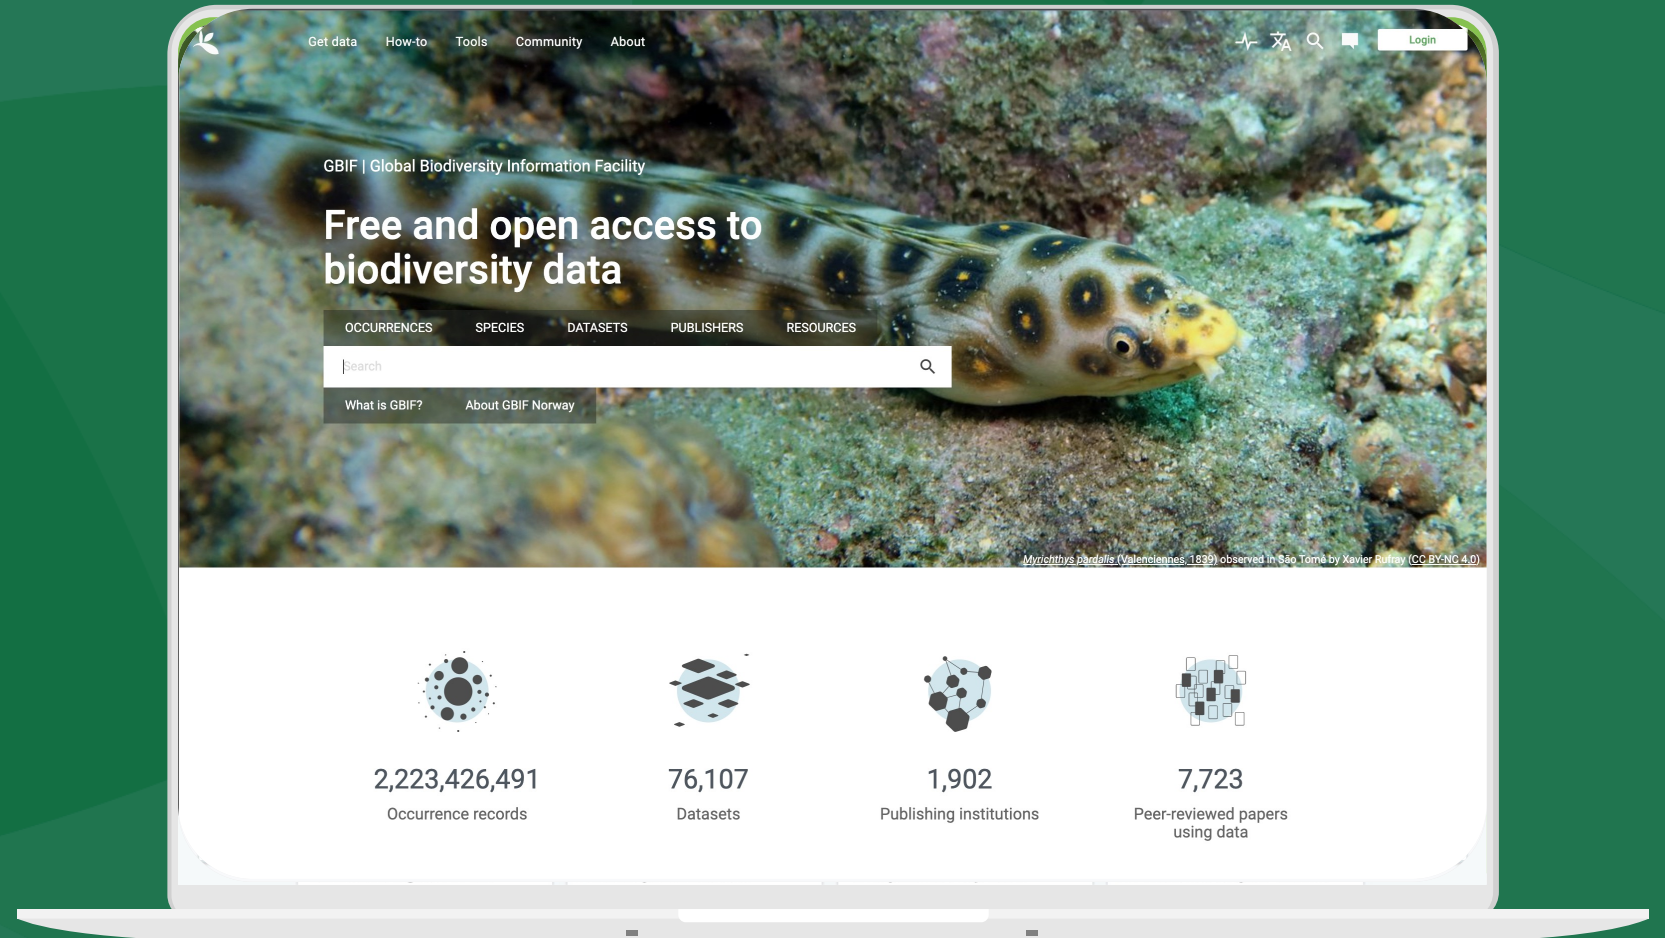 Get data How-to Tools Community About
Login
GBIF | Global Biodiversity Information Facility
Free and open access to
biodiversity data
OCCURRENCES SPECIES DATASETS PUBLISHERS RESOURCES
Search
What is GBIF? About GBIF Norway
Myrichthys pardalis (Valenciennes, 1839) observed in São Tomé by Xavier Rufray (CC BY-NC 4.0)
2,223,426,491 76,107 1,902 7,723
Occurrence records Datasets Publishing institutions Peer-reviewed papers
using data